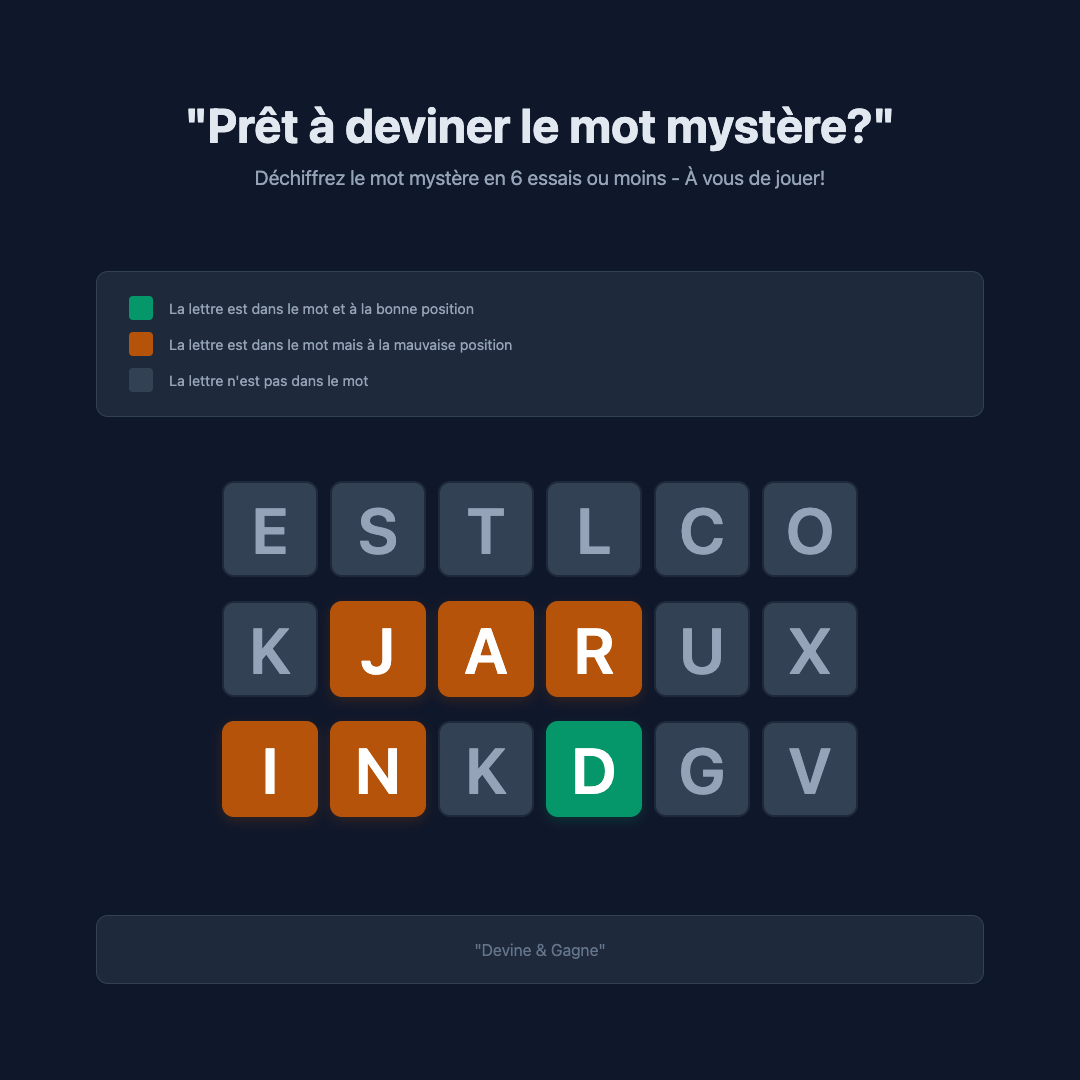 "Prêt à deviner le mot mystère?"
Déchiffrez le mot mystère en 6 essais ou moins - À vous de jouer!
La lettre est dans le mot et à la bonne position
La lettre est dans le mot mais à la mauvaise position
La lettre n'est pas dans le mot
E S T L C O
K J A R U X
I N K D G V
"Devine & Gagne"